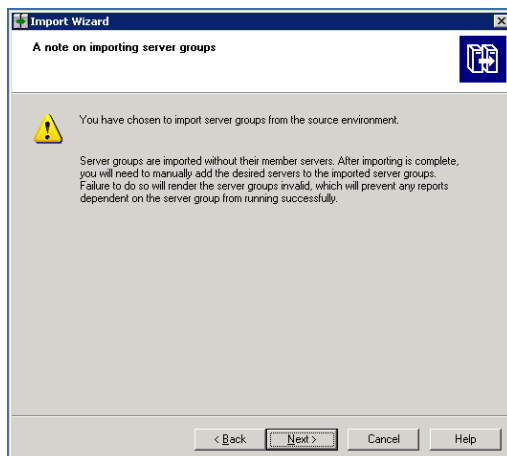 Import Wizard
A note on importing server groups
You have chosen to import server groups from the source environment.
Server groups are imported without their member servers. After importing is complete,
you will need to manually add the desired servers to the imported server groups.
Failure to do so will render the server groups invalid, which will prevent any reports
dependent on the server group from running successfully.
< Back Next > Cancel Help